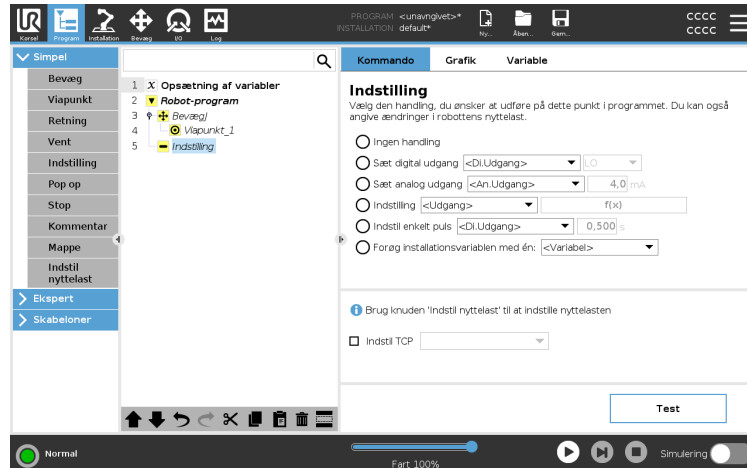 UR
PROGRAM <unavngivet>*
INSTALLATION default*
Kørsel Program Installation Bevæg I/O Log
Ny... Åben... Gem...
cccc
cccc
Simpel
Bevæg
Viapunkt
Retning
Vent
Indstilling
Pop op
Stop
Kommentar
Mappe
Indstil
nyttelast
Ekspert
Skabeloner
1 X Opsætning af variabler
2 Robot-program
3 BevægJ
4 Viapunkt_1
5 Indstilling
Kommando Grafik Variable
Indstilling
Vælg den handling, du ønsker at udføre på dette punkt i programmet. Du kan også
angive ændringer i robottens nyttelast.
Ingen handling
Sæt digital udgang <Di.Udgang> LO
Sæt analog udgang <An.Udgang> 4,0 mA
Indstilling <Udgang> f(x)
Indstil enkelt puls <Di.Udgang> 0,500 s
Forøg installationsvariablen med én: <Variabel>
Brug knuden 'Indstil nyttelast' til at indstille nyttelasten
Indstil TCP
Test
Normal
Fart 100%
Simulering